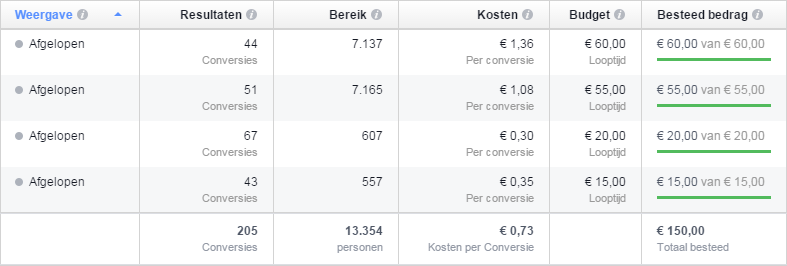 Weergave Resultaten Bereik Kosten Budget Besteed bedrag
Afgelopen 44 7.137 € 1,36 € 60,00 € 60,00 van € 60,00
Conversies Per conversie Looptijd
Afgelopen 51 7.165 € 1,08 € 55,00 € 55,00 van € 55,00
Conversies Per conversie Looptijd
Afgelopen 67 607 € 0,30 € 20,00 € 20,00 van € 20,00
Conversies Per conversie Looptijd
Afgelopen 43 557 € 0,35 € 15,00 € 15,00 van € 15,00
Conversies Per conversie Looptijd
205 13.354 € 0,73 € 150,00
Conversies personen Kosten per Conversie Totaal besteed